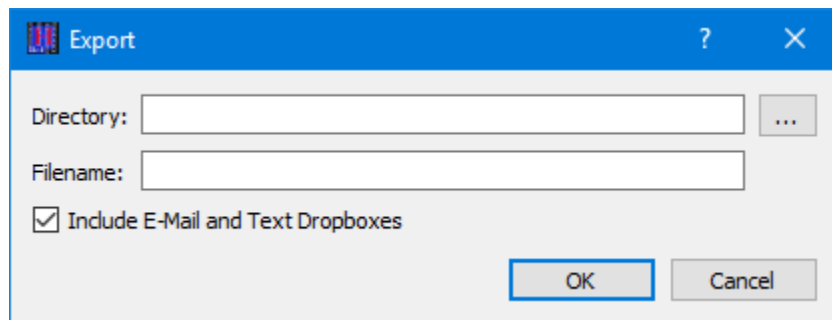 Export ?
Directory: ...
Filename:
Include E-Mail and Text Dropboxes
OK Cancel